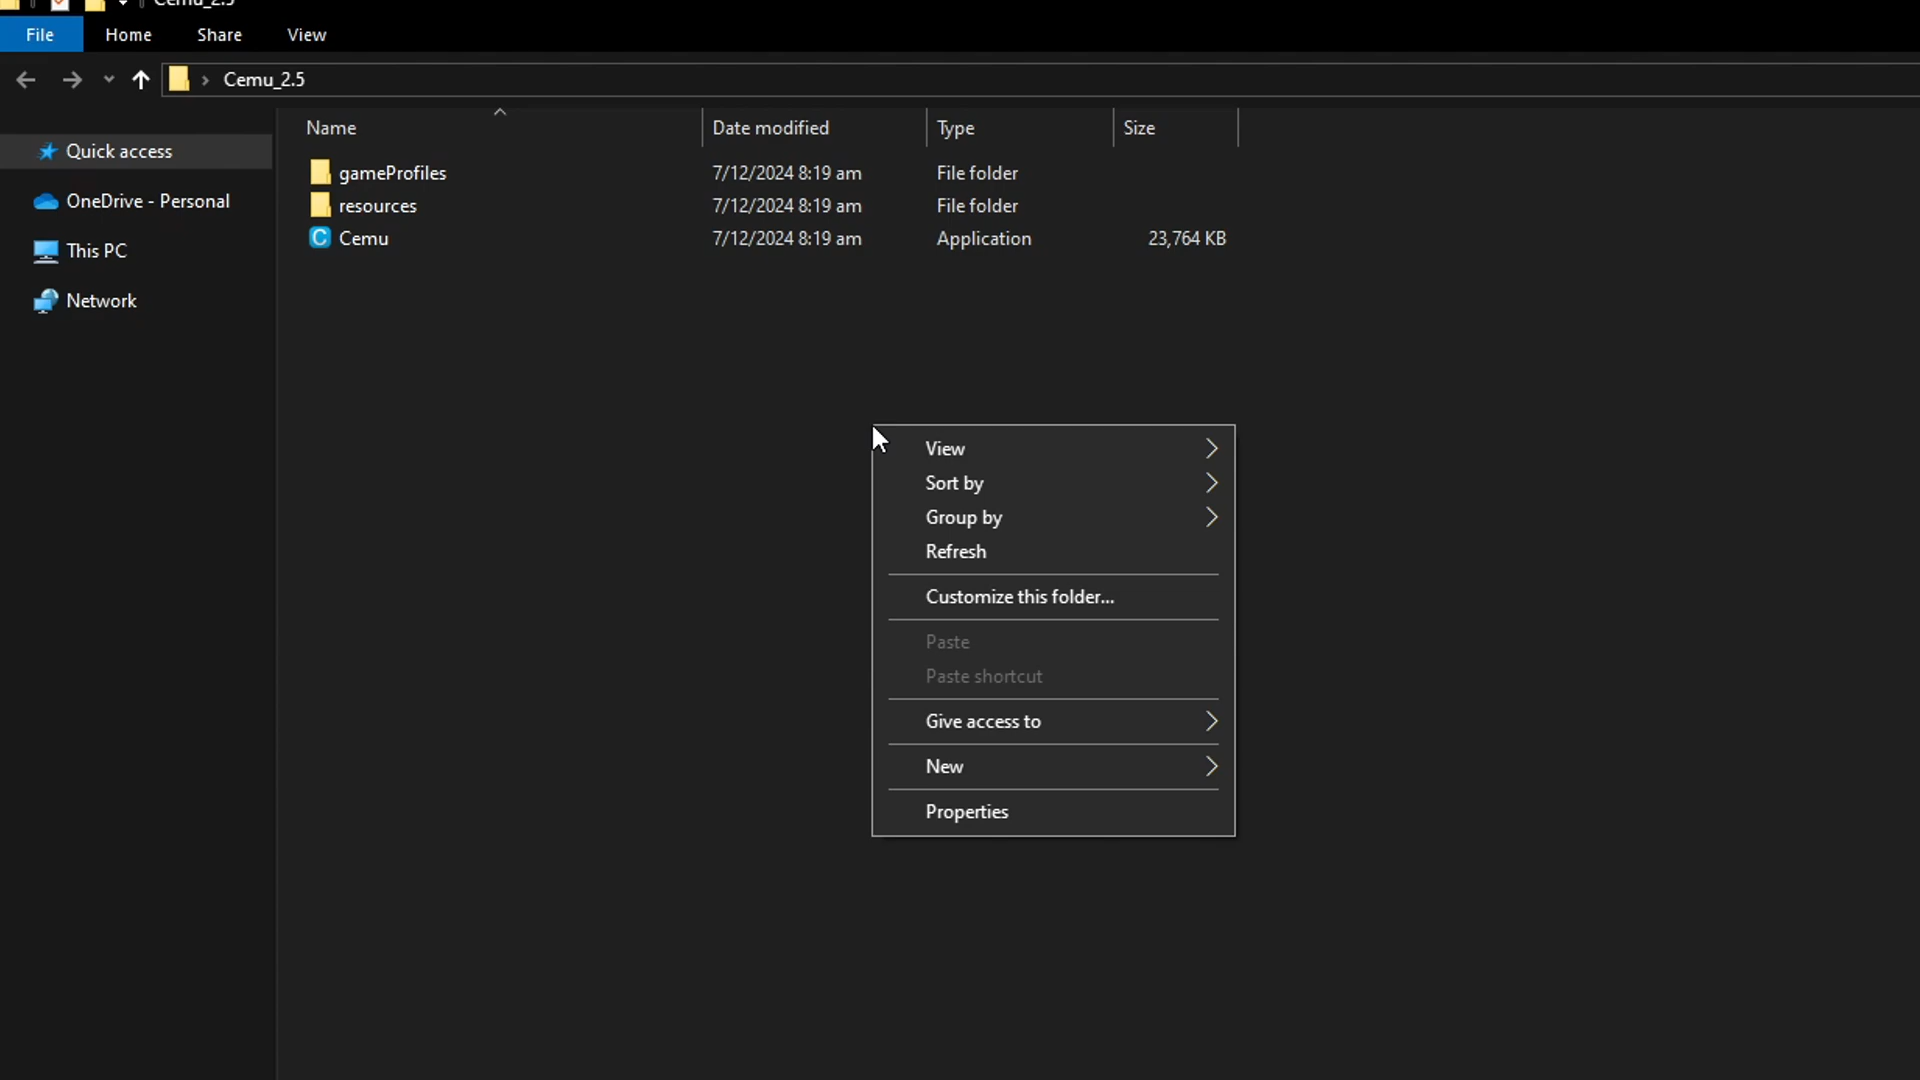 Cemu_2.5
File Home Share View
Cemu_2.5
Name Date modified Type Size
Quick access
OneDrive - Personal
This PC
Network
gameProfiles 7/12/2024 8:19 am File folder
resources 7/12/2024 8:19 am File folder
C Cemu 7/12/2024 8:19 am Application 23,764 KB
View
Sort by
Group by
Refresh
Customize this folder...
Paste
Paste shortcut
Give access to
New
Properties